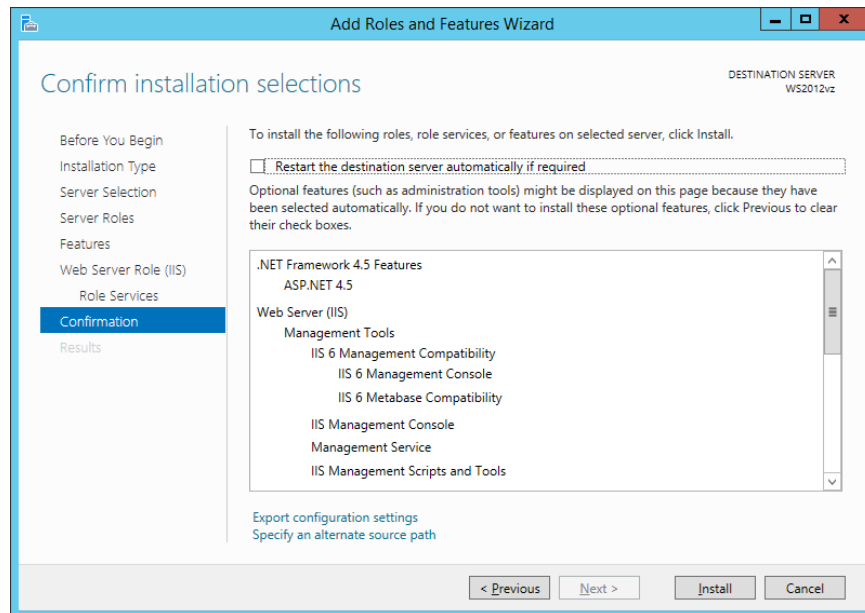 Add Roles and Features Wizard
Confirm installation selections
DESTINATION SERVER
WS2012vz
Before You Begin
Installation Type
Server Selection
Server Roles
Features
Web Server Role (IIS)
Role Services
Confirmation
Results
To install the following roles, role services, or features on selected server, click Install.
Restart the destination server automatically if required
Optional features (such as administration tools) might be displayed on this page because they have
been selected automatically. If you do not want to install these optional features, click Previous to clear
their check boxes.
.NET Framework 4.5 Features
ASP.NET 4.5
Web Server (IIS)
Management Tools
IIS 6 Management Compatibility
IIS 6 Management Console
IIS 6 Metabase Compatibility
IIS Management Console
Management Service
IIS Management Scripts and Tools
Export configuration settings
Specify an alternate source path
< Previous
Next >
Install
Cancel